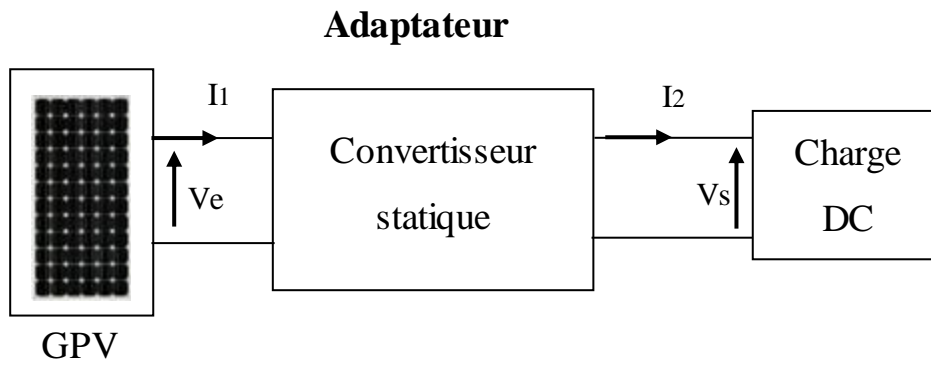 Adaptateur
I1
I2
Convertisseur
statique
Charge
DC
Ve
Vs
GPV